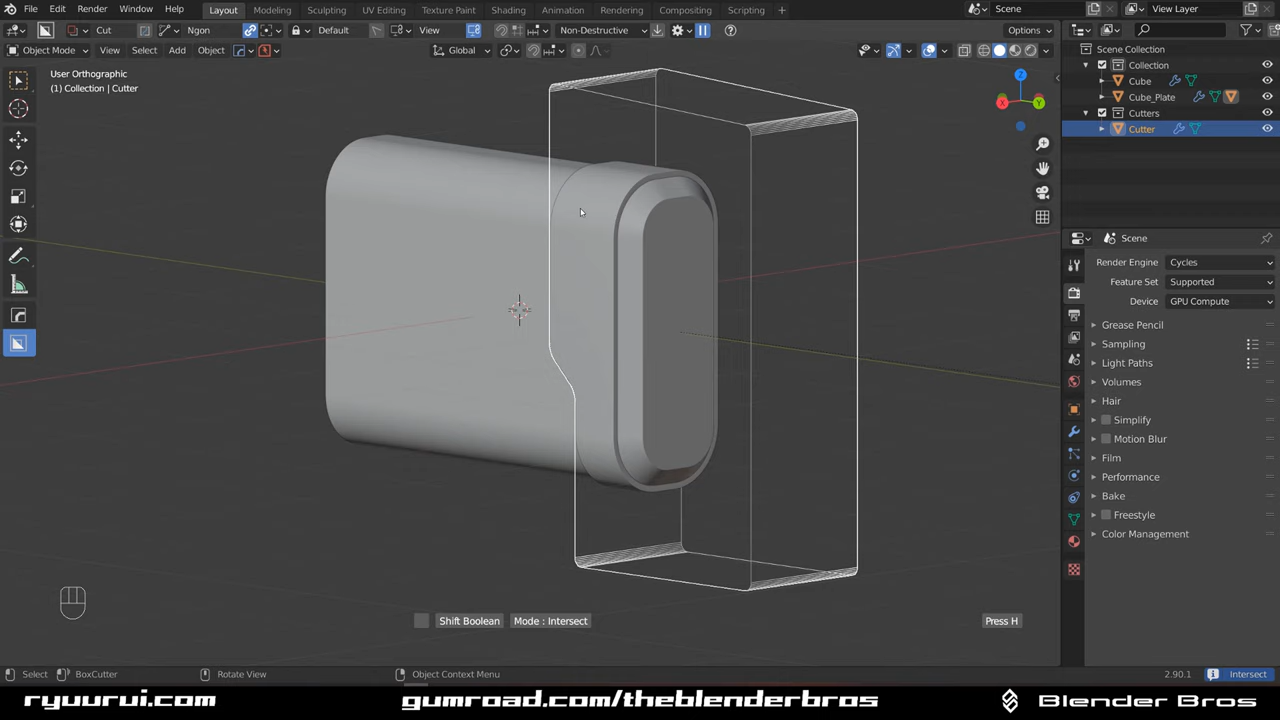 File Edit Render Window Help Layout Modeling Sculpting UV Editing Texture Paint Shading Animation Rendering Compositing Scripting + Scene View Layer
Cut Ngon Default View Non-Destructive Options
Object Mode View Select Add Object Global
User Orthographic
(1) Collection | Cutter
Z
X Y
Shift Boolean Mode : Intersect Press H
Scene Collection
Collection
Cube
Cube_Plate
Cutters
Cutter
Scene
Render Engine Cycles
Feature Set Supported
Device GPU Compute
Grease Pencil
Sampling
Light Paths
Volumes
Hair
Simplify
Motion Blur
Film
Performance
Bake
Freestyle
Color Management
Select BoxCutter Rotate View Object Context Menu 2.90.1 Intersect
ryuurui.com gumroad.com/theblenderbros Blender Bros